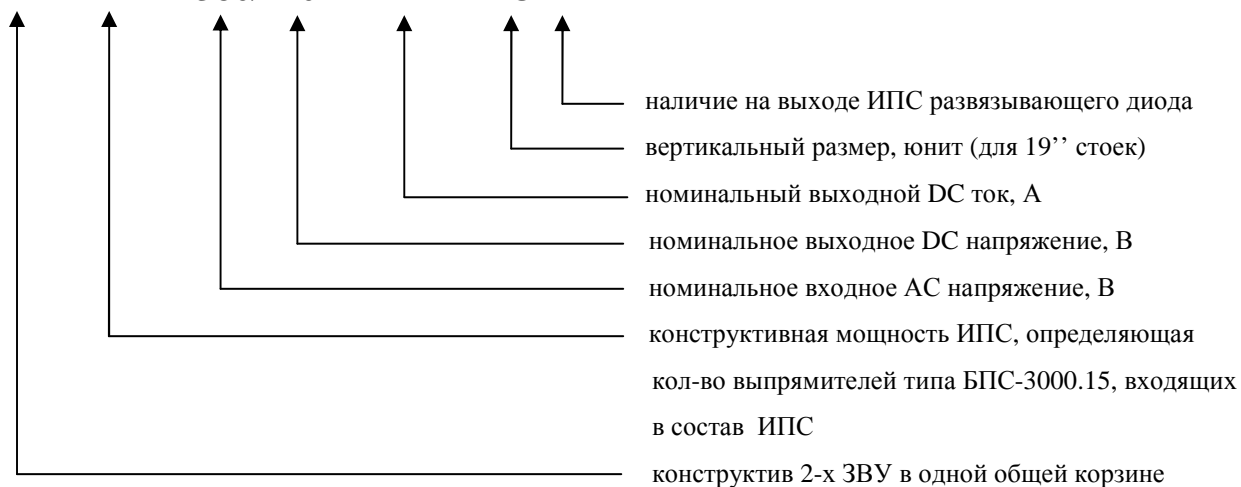 наличие на выходе ИПС развязывающего диода
вертикальный размер, юнит (для 19’’ стоек)
номинальный выходной DC ток, А
номинальное выходное DC напряжение, В
номинальное входное AC напряжение, В
конструктивная мощность ИПС, определяющая
кол-во выпрямителей типа БПС-3000.15, входящих
в состав ИПС
конструктив 2-х ЗВУ в одной общей корзине